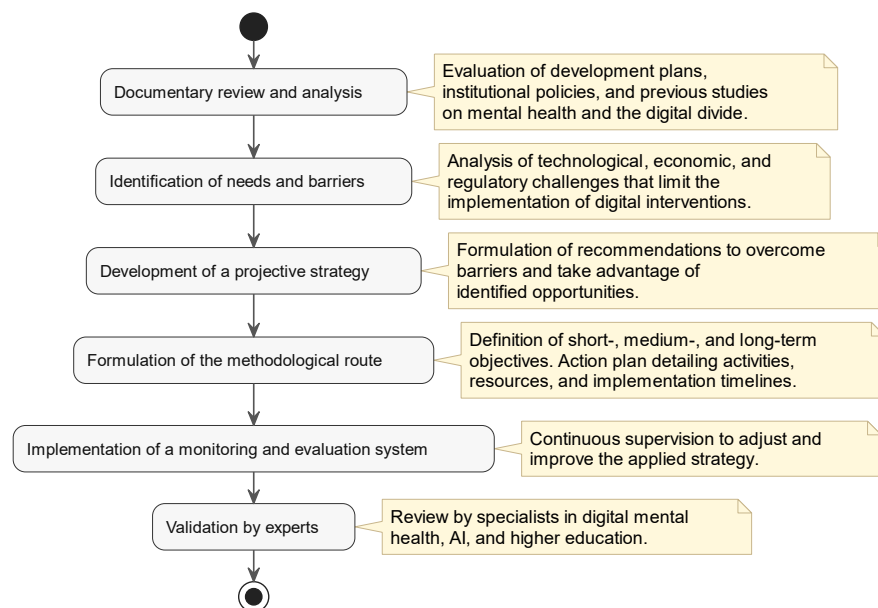 Documentary review and analysis
Evaluation of development plans,
institutional policies, and previous studies
on mental health and the digital divide.
Identification of needs and barriers
Analysis of technological, economic, and
regulatory challenges that limit the
implementation of digital interventions.
Development of a projective strategy
Formulation of recommendations to overcome
barriers and take advantage of
identified opportunities.
Formulation of the methodological route
Definition of short-, medium-, and long-term
objectives. Action plan detailing activities,
resources, and implementation timelines.
Implementation of a monitoring and evaluation system
Continuous supervision to adjust and
improve the applied strategy.
Validation by experts
Review by specialists in digital mental
health, AI, and higher education.